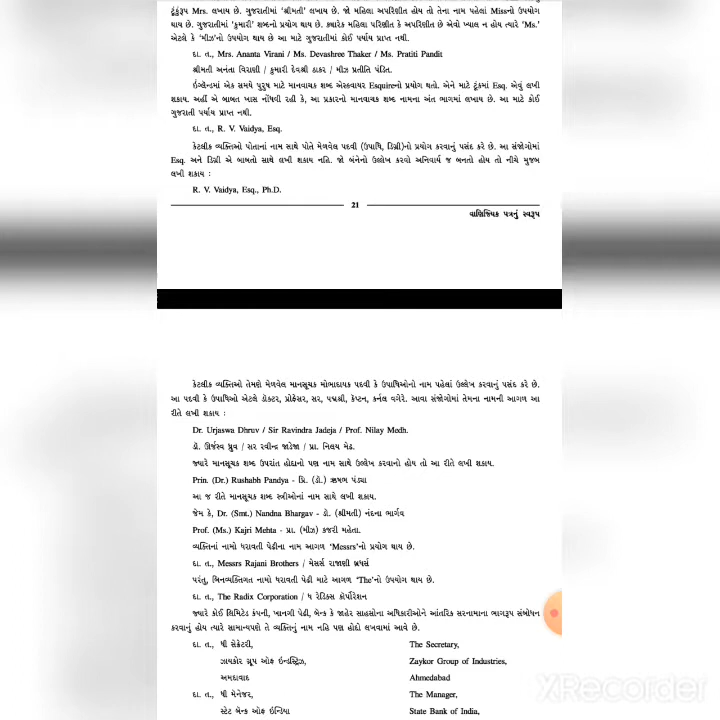 ટૂંકુંરૂપ Mrs. લખાય છે. ગુજરાતીમાં 'શ્રીમતી' લખાય છે. જો મહિલા અપરિણીત હોય તો તેના નામ પહેલાં Missનો ઉપયોગ
થાય છે. ગુજરાતીમાં 'કુમારી' શબ્દનો પ્રયોગ થાય છે. ક્યારેક મહિલા પરિણીત કે અપરિણીત છે એવો ખ્યાલ ન હોય ત્યારે 'Ms.'
એટલે કે 'મીઝ'નો ઉપયોગ થાય છે આ માટે ગુજરાતીમાં કોઈ પર્યાય પ્રાપ્ત નથી.
દા. ત., Mrs. Ananta Virani / Ms. Devashree Thaker / Ms. Pratiti Pandit
શ્રીમતી અનંતા વિરાણી / કુમારી દેવશ્રી ઠાકર / મીઝ પ્રતીતિ પંડિત.
ઇંગ્લેન્ડમાં એક સમયે પુરુષ માટે માનવાચક શબ્દ એસ્ક્વાયર Esquireનો પ્રયોગ થતો. એને માટે ટૂંકમાં Esq. એવું લખી
શકાય. અહીં એ બાબત ખાસ નોંધવી રહી કે, આ પ્રકારનો માનવાચક શબ્દ નામના અંત ભાગમાં લખાય છે. આ માટે કોઈ
ગુજરાતી પર્યાય પ્રાપ્ત નથી.
દા. ત., R. V. Vaidya, Esq.
કેટલીક વ્યક્તિઓ પોતાનાં નામ સાથે પોતે મેળવેલ પદવી (ઉપાધિ, ડિગ્રી)નો પ્રયોગ કરવાનું પસંદ કરે છે. આ સંજોગોમાં
Esq. અને ડિગ્રી એ બાબતો સાથે લખી શકાય નહિ. જો બંનેનો ઉલ્લેખ કરવો અનિવાર્ય જ બનતો હોય તો નીચે મુજબ
લખી શકાય :
R. V. Vaidya, Esq., Ph.D.
21
વાણિજ્યિક પત્રનું સ્વરૂપ
કેટલીક વ્યક્તિઓ તેમણે મેળવેલ માનસૂચક મોભાદાયક પદવી કે ઉપાધિઓનો નામ પહેલાં ઉલ્લેખ કરવાનું પસંદ કરે છે.
આ પદવી કે ઉપાધિઓ એટલે ડૉક્ટર, પ્રોફેસર, સર, પદ્મશ્રી, કૅપ્ટન, કર્નલ વગેરે. આવા સંજોગોમાં તેમના નામની આગળ આ
રીતે લખી શકાય :
Dr. Urjaswa Dhruv / Sir Ravindra Jadeja / Prof. Nilay Medh.
ડૉ. ઊર્જસ્વ ધ્રુવ / સર રવીન્દ્ર જાડેજા / પ્રા. નિલય મેઢ.
જ્યારે માનસૂચક શબ્દ ઉપરાંત હોદ્દાનો પણ નામ સાથે ઉલ્લેખ કરવાનો હોય તો આ રીતે લખી શકાય.
Prin. (Dr.) Rushabh Pandya - પ્રિ. (ડૉ.) ઋષભ પંડ્યા
આ જ રીતે માનસૂચક શબ્દ સ્ત્રીઓનાં નામ સાથે લખી શકાય.
જેમ કે, Dr. (Smt.) Nandna Bhargav - ડૉ. (શ્રીમતી) નંદના ભાર્ગવ
Prof. (Ms.) Kajri Mehta - પ્રા. (મીઝ) કજરી મહેતા.
વ્યક્તિનાં નામો ધરાવતી પેઢીના નામ આગળ 'Messrs'નો પ્રયોગ થાય છે.
દા. ત., Messrs Rajani Brothers / મેસર્સ રાજાણી બ્રધર્સ
પરંતુ, બિનવ્યક્તિગત નામો ધરાવતી પેઢી માટે આગળ 'The'નો ઉપયોગ થાય છે.
દા. ત., The Radix Corporation / ધ રેડિક્સ કૉર્પોરેશન
જ્યારે કોઈ લિમિટેડ કંપની, ખાનગી પેઢી, બેન્ક કે જાહેર સાહસોના અધિકારીઓને આંતરિક સરનામાના ભાગરૂપ સંબોધન
કરવાનું હોય ત્યારે સામાન્યપણે તે વ્યક્તિનું નામ નહિ પણ હોદ્દો લખવામાં આવે છે.
દા. ત., ધી સેક્રેટરી, The Secretary,
ઝાયકોર ગ્રૂપ ઓફ ઇન્ડસ્ટ્રિઝ, Zaykor Group of Industries,
અમદાવાદ Ahmedabad
દા. ત., ધી મેનેજર, The Manager,
સ્ટેટ બેન્ક ઓફ ઇન્ડિયા State Bank of India,
XRecorder